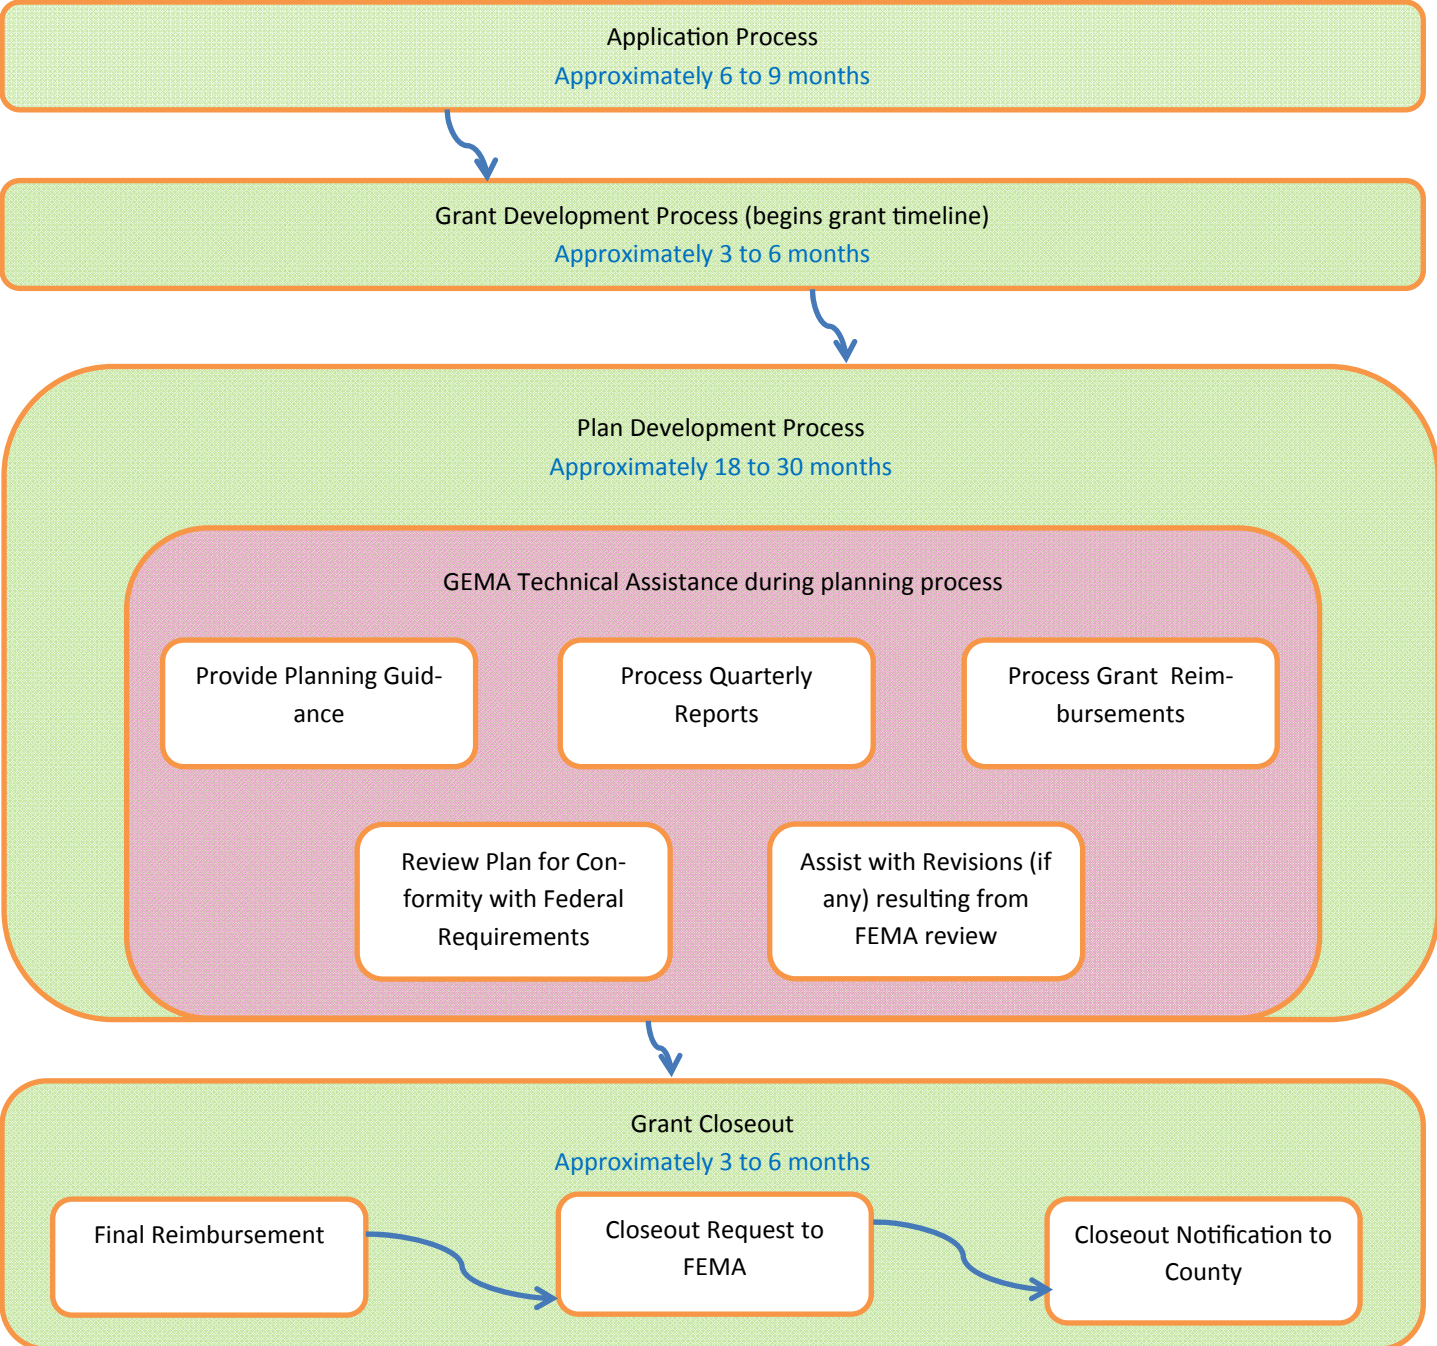 Application Process
Approximately 6 to 9 months
Grant Development Process (begins grant timeline)
Approximately 3 to 6 months
Plan Development Process
Approximately 18 to 30 months
GEMA Technical Assistance during planning process
Provide Planning Guid-
ance
Process Quarterly
Reports
Process Grant  Reim-
bursements
Review Plan for Con-
formity with Federal
Requirements
Assist with Revisions (if
any) resulting from
FEMA review
Grant Closeout
Approximately 3 to 6 months
Final Reimbursement
Closeout Request to
FEMA
Closeout Notification to
County